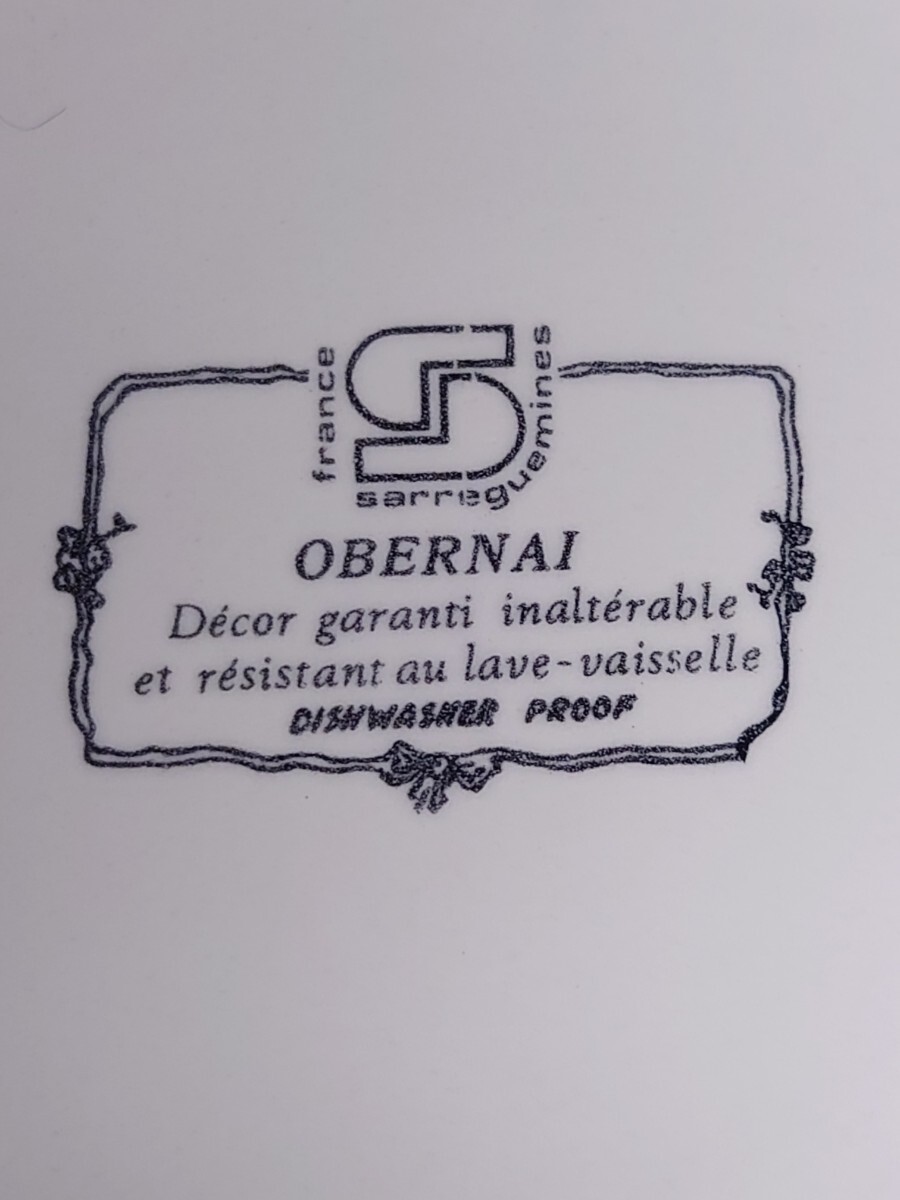 france
sarreguemines
OBERNAI
Décor garanti inaltérable
et résistant au lave-vaisselle
DISHWASHER PROOF